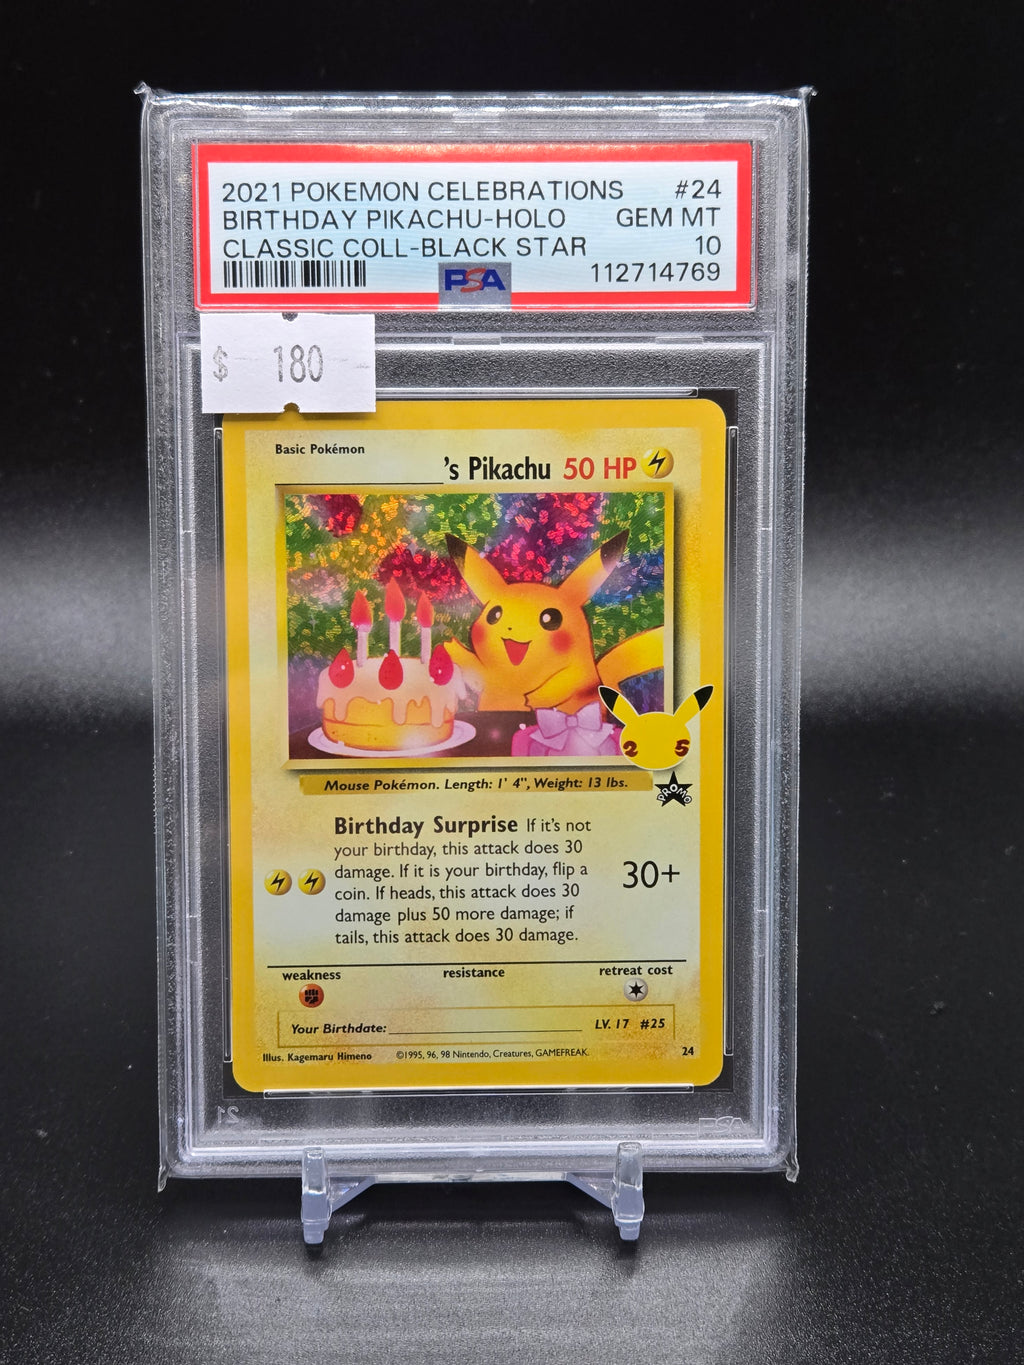 2021 POKEMON CELEBRATIONS #24
BIRTHDAY PIKACHU-HOLO GEM MT
CLASSIC COLL-BLACK STAR 10
PSA 112714769
$ 180
Basic Pokémon
____________'s Pikachu 50 HP
25
Mouse Pokémon. Length: 1' 4", Weight: 13 lbs.
PROMO
Birthday Surprise If it's not
your birthday, this attack does 30
damage. If it is your birthday, flip a
coin. If heads, this attack does 30
damage plus 50 more damage; if
tails, this attack does 30 damage.
30+
weakness resistance retreat cost
Your Birthdate:____________ LV. 17 #25
Illus. Kagemaru Himeno ©1995, 96, 98 Nintendo, Creatures, GAMEFREAK. 24